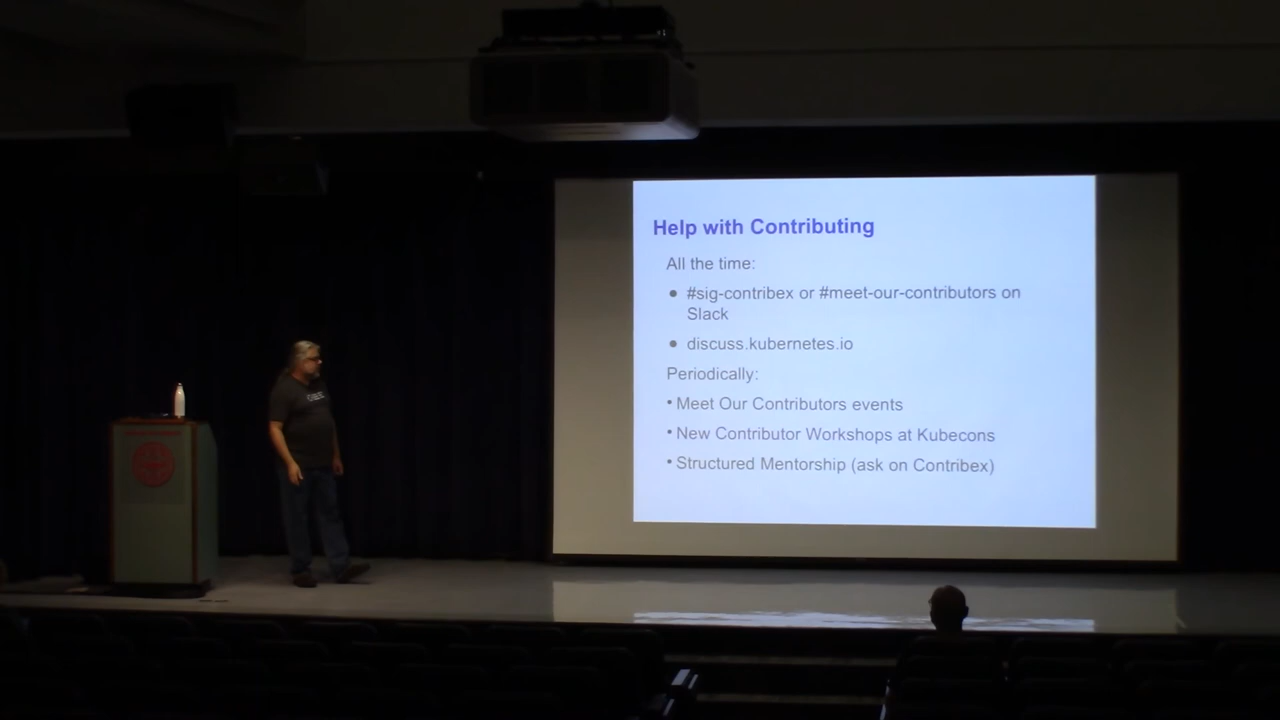 Help with Contributing
All the time:
● #sig-contribex or #meet-our-contributors on
Slack
● discuss.kubernetes.io
Periodically:
• Meet Our Contributors events
• New Contributor Workshops at Kubecons
• Structured Mentorship (ask on Contribex)